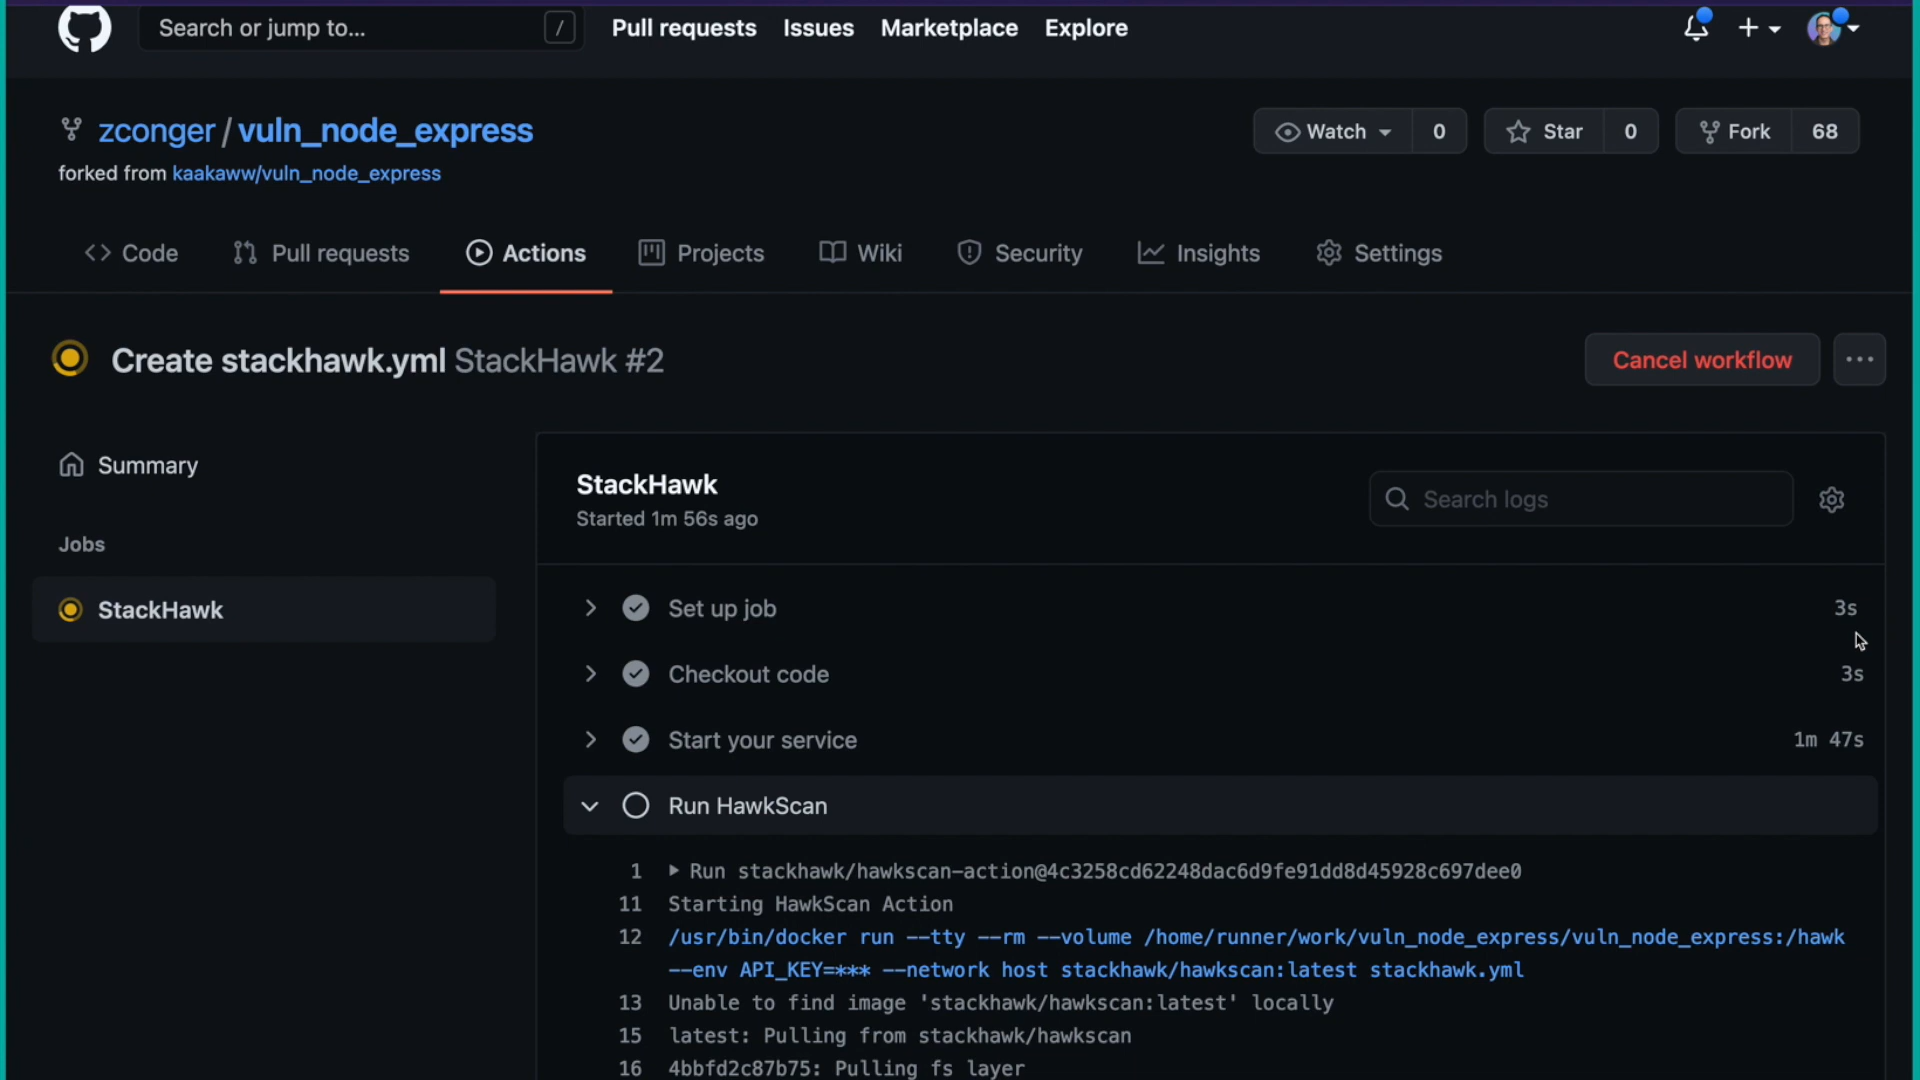 Search or jump to...
/
Pull requests
Issues
Marketplace
Explore
zconger / vuln_node_express
Watch 0
Star 0
Fork 68
forked from kaakaww/vuln_node_express
Code
Pull requests
Actions
Projects
Wiki
Security
Insights
Settings
Create stackhawk.yml StackHawk #2
Cancel workflow
...
Summary
Jobs
StackHawk
StackHawk
Started 1m 56s ago
Search logs
Set up job 3s
Checkout code 3s
Start your service 1m 47s
Run HawkScan
1 Run stackhawk/hawkscan-action@4c3258cd62248dac6d9fe91dd8d45928c697dee0
11 Starting HawkScan Action
12 /usr/bin/docker run --tty --rm --volume /home/runner/work/vuln_node_express/vuln_node_express:/hawk
--env API_KEY=*** --network host stackhawk/hawkscan:latest stackhawk.yml
13 Unable to find image 'stackhawk/hawkscan:latest' locally
15 latest: Pulling from stackhawk/hawkscan
16 4bbfd2c87b75: Pulling fs layer